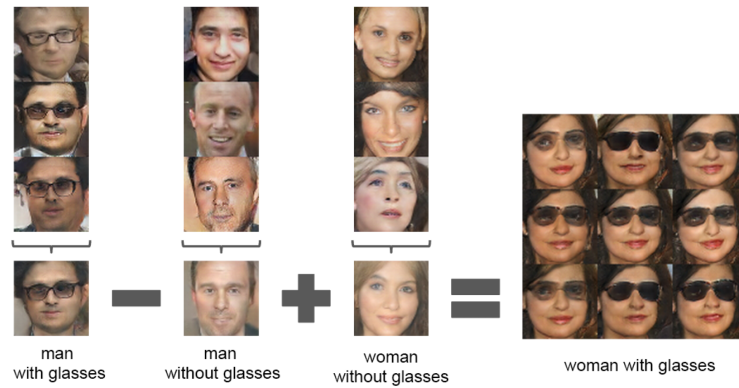 man
with glasses
man
without glasses
woman
without glasses
woman with glasses